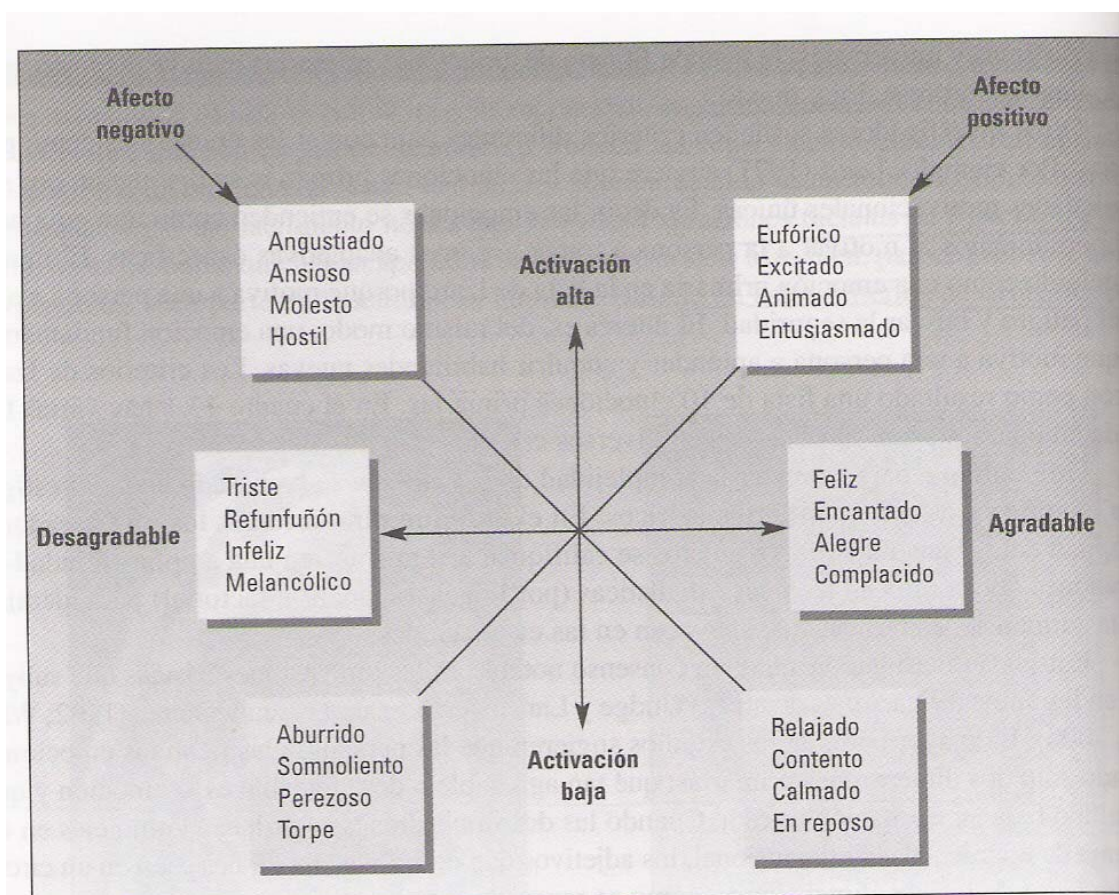 Afecto
negativo
Afecto
positivo
Angustiado
Ansioso
Molesto
Hostil
Activación
alta
Eufórico
Excitado
Animado
Entusiasmado
Desagradable
Triste
Refunfuñón
Infeliz
Melancólico
Feliz
Encantado
Alegre
Complacido
Agradable
Aburrido
Somnoliento
Perezoso
Torpe
Activación
baja
Relajado
Contento
Calmado
En reposo